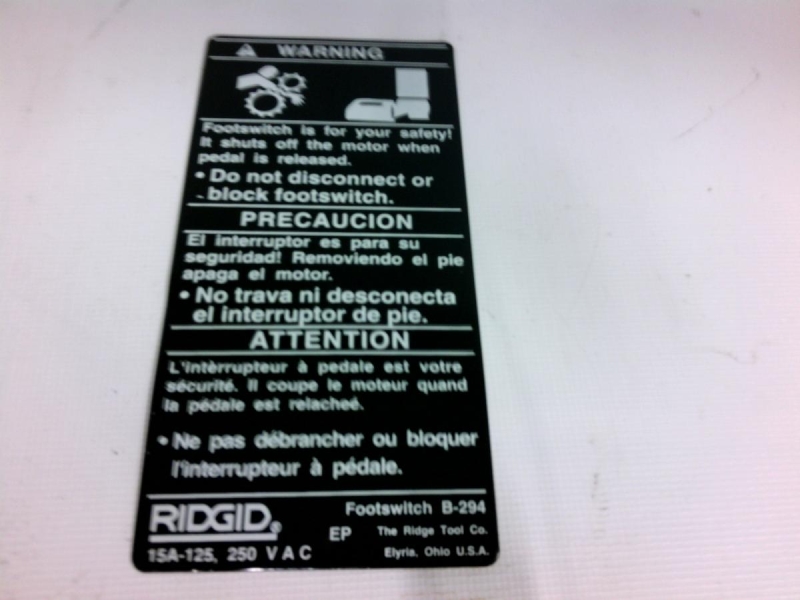 WARNING
Footswitch is for your safety!
It shuts off the motor when
pedal is released.
• Do not disconnect or
block footswitch.
PRECAUCION
El interruptor es para su
seguridad! Removiendo el pie
apaga el motor.
• No trava ni desconecta
el interruptor de pie.
ATTENTION
L'intèrrupteur à pedale est votre
sécurité. Il coupe le moteur quand
la pédale est relacheé.
• Ne pas débrancher ou bloquer
l'interrupteur à pédale.
RIDGID®
Footswitch B-294
EP The Ridge Tool Co.
15A-125, 250 VAC
Elyria, Ohio U.S.A.